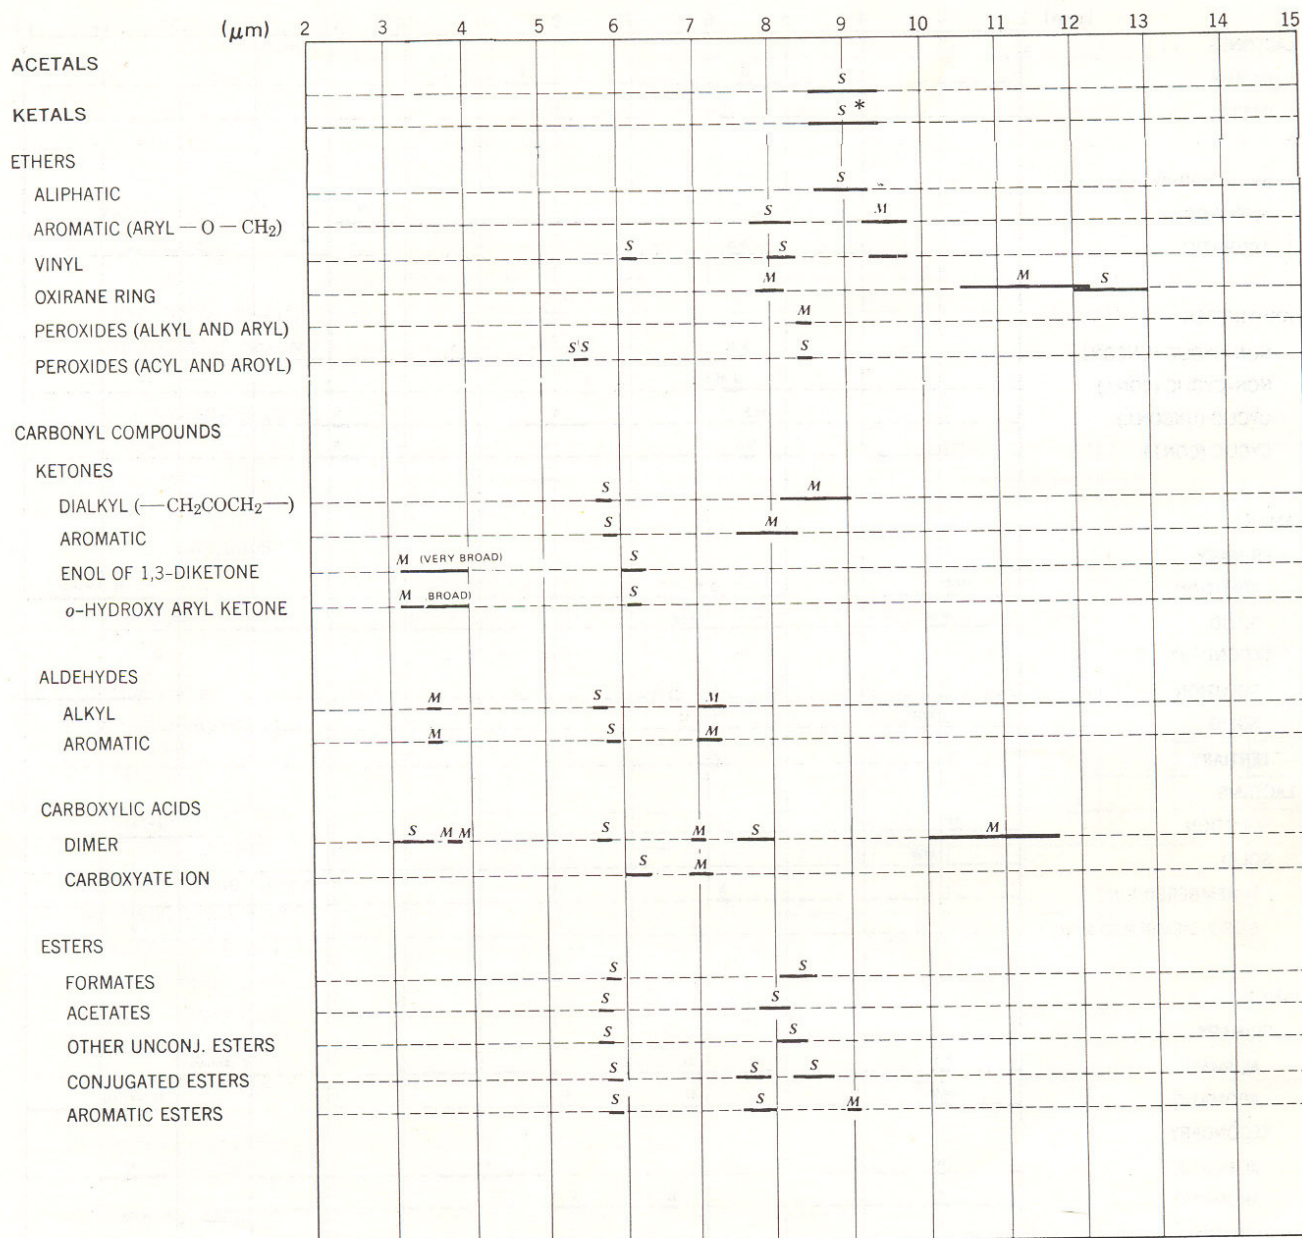 (μm) 2 3 4 5 6 7 8 9 10 11 12 13 14 15
ACETALS
S
KETALS
S *
ETHERS
ALIPHATIC S
AROMATIC (ARYL — O — CH₂) S M
VINYL S S
OXIRANE RING M M S
PEROXIDES (ALKYL AND ARYL) M
PEROXIDES (ACYL AND AROYL) S S S
CARBONYL COMPOUNDS
KETONES
DIALKYL (—CH₂COCH₂—) S M
AROMATIC S M
ENOL OF 1,3-DIKETONE M (VERY BROAD) S
o-HYDROXY ARYL KETONE M BROAD) S
ALDEHYDES
ALKYL M S M
AROMATIC M S M
CARBOXYLIC ACIDS
DIMER S M M S M S M
CARBOXYATE ION S M
ESTERS
FORMATES S S
ACETATES S S
OTHER UNCONJ. ESTERS S S
CONJUGATED ESTERS S S S
AROMATIC ESTERS S S M